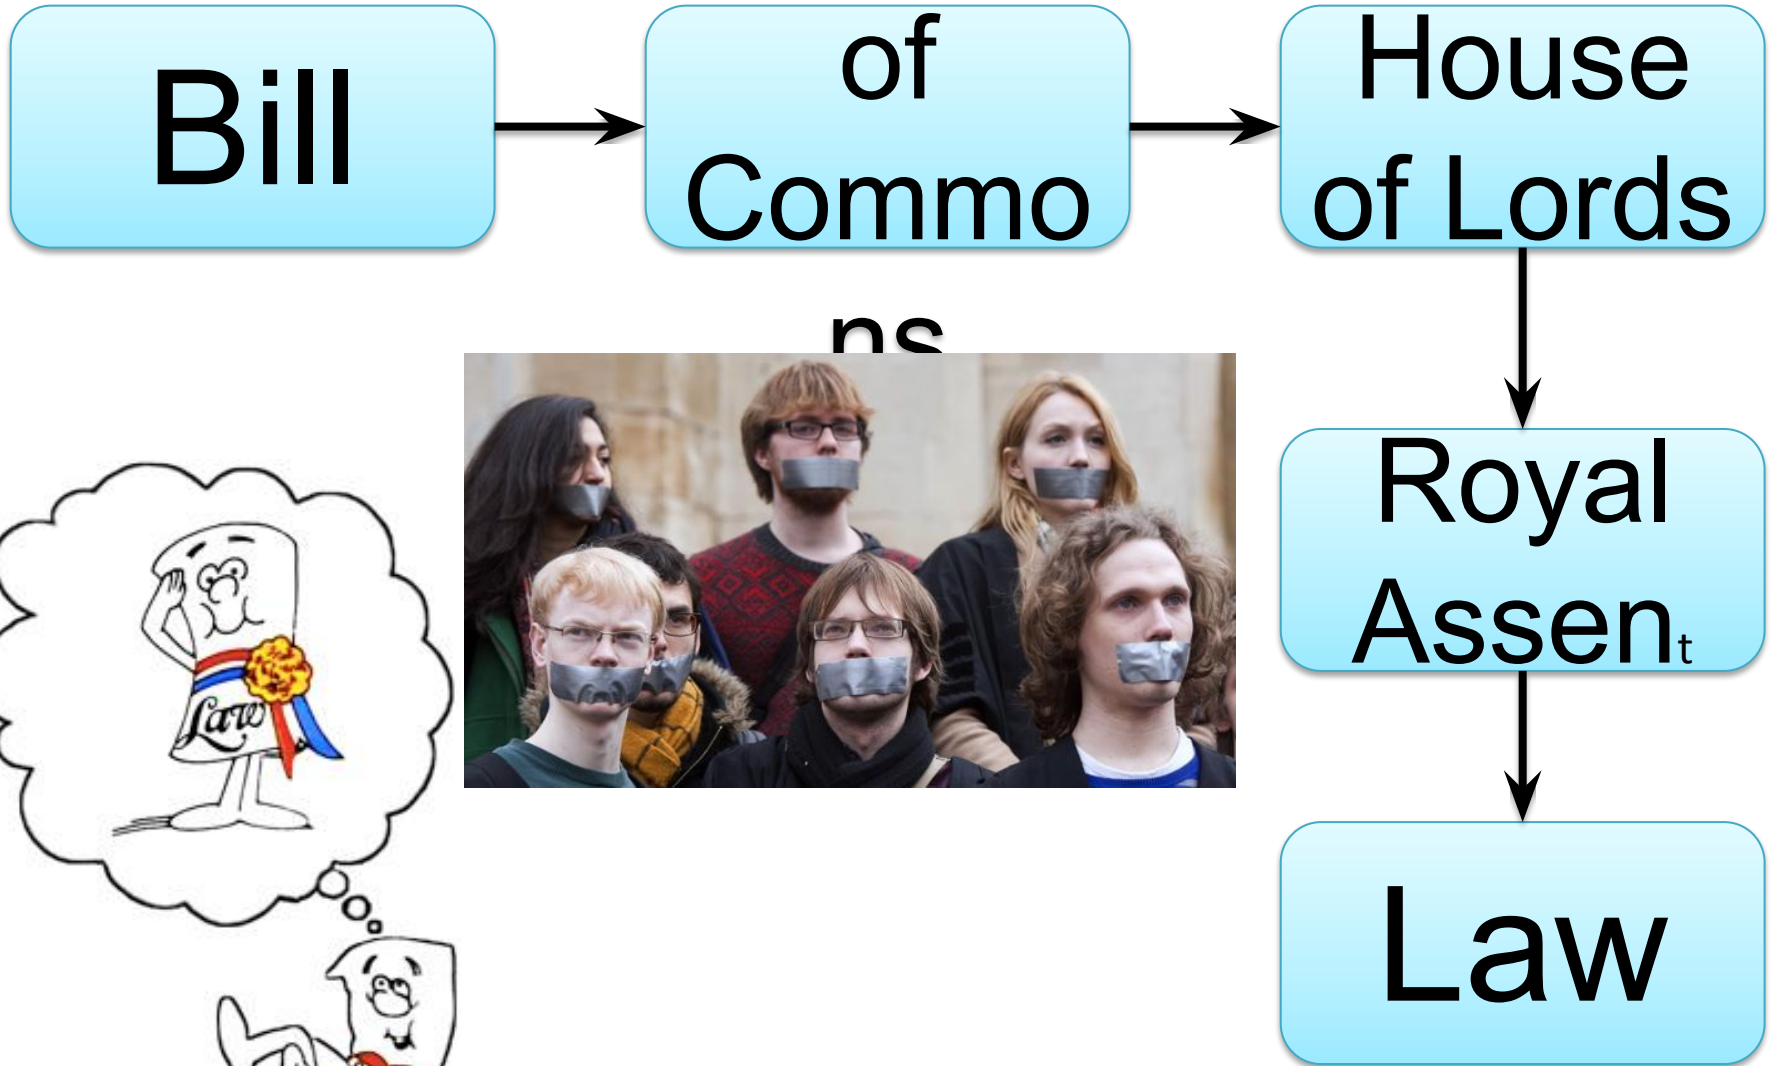 Bill
of
Commo
ns
House
of Lords
Royal
Assent
Law
Law